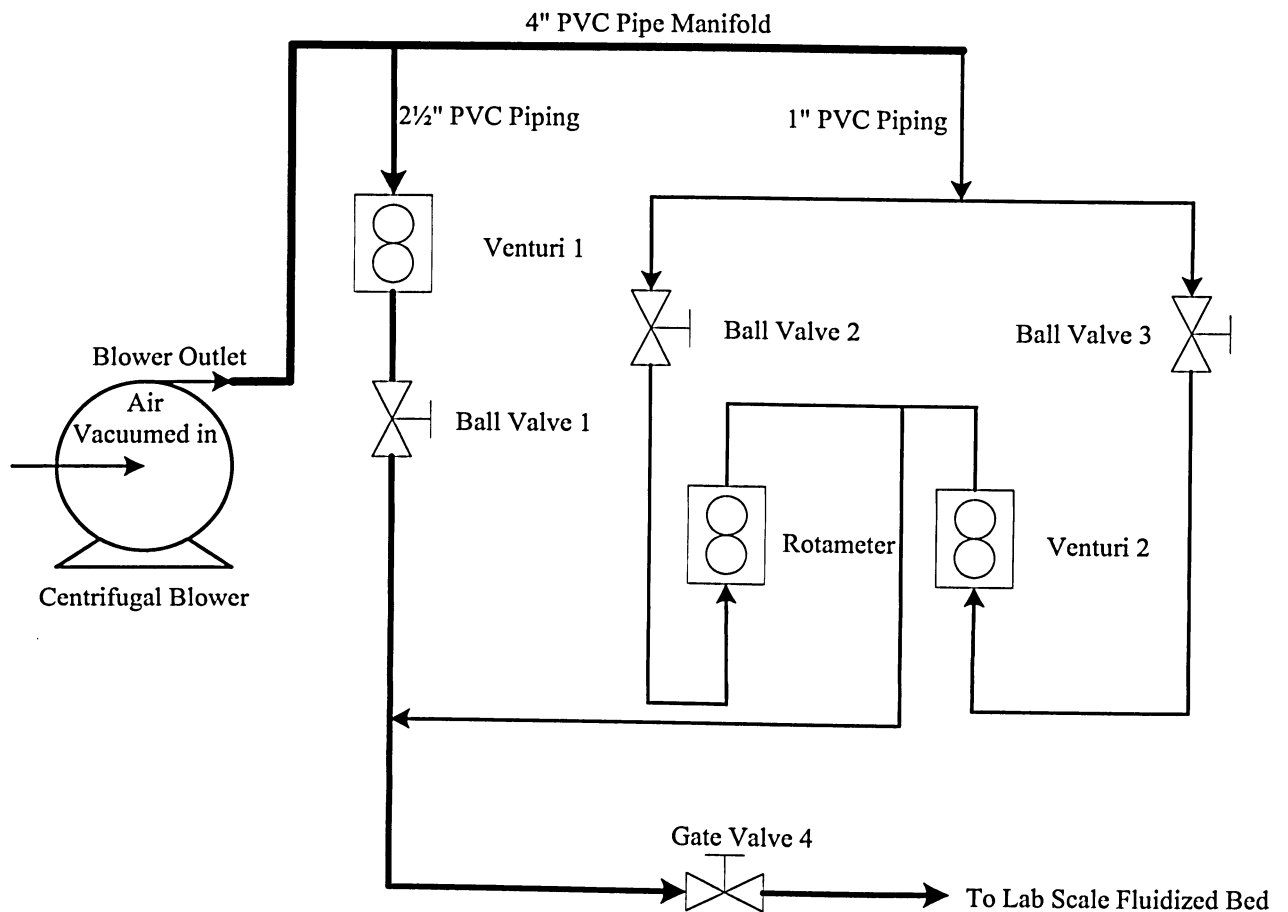 4" PVC Pipe Manifold
2½" PVC Piping
1" PVC Piping
Venturi 1
Ball Valve 2
Ball Valve 3
Blower Outlet
Air
Vacuumed in
Ball Valve 1
Rotameter
Venturi 2
Centrifugal Blower
Gate Valve 4
To Lab Scale Fluidized Bed